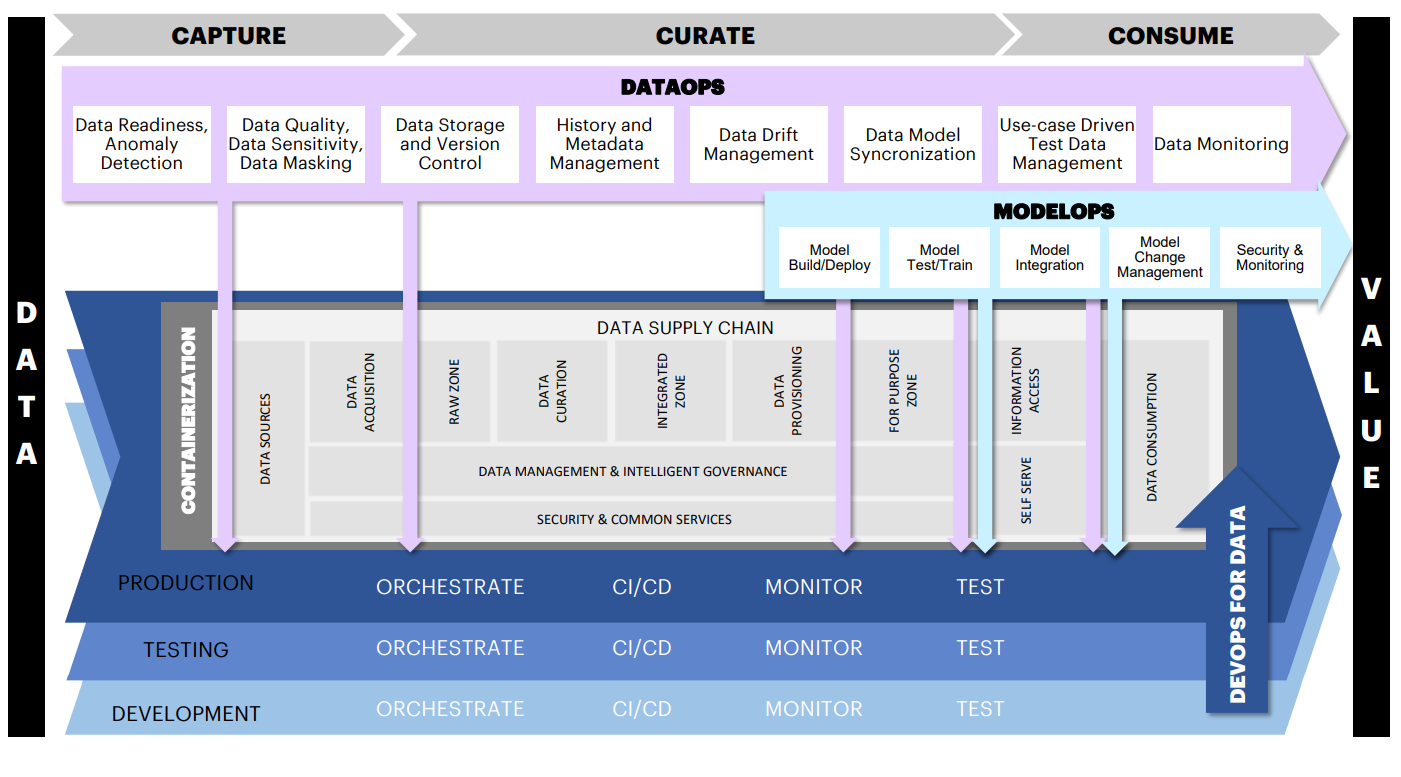 CAPTURE
CURATE
CONSUME
DATA
VALUE
DATAOPS
Data Readiness,
Anomaly
Detection
Data Quality,
Data Sensitivity,
Data Masking
Data Storage
and Version
Control
History and
Metadata
Management
Data Drift
Management
Data Model
Syncronization
Use-case Driven
Test Data
Management
Data Monitoring
MODELOPS
Model
Build/Deploy
Model
Test/Train
Model
Integration
Model
Change
Management
Security &
Monitoring
CONTAINERIZATION
DATA SUPPLY CHAIN
DATA SOURCES
DATA
ACQUISITION
RAW ZONE
DATA
CURATION
INTEGRATED
ZONE
DATA
PROVISIONING
FOR PURPOSE
ZONE
INFORMATION
ACCESS
DATA CONSUMPTION
DATA MANAGEMENT & INTELLIGENT GOVERNANCE
SELF SERVE
SECURITY & COMMON SERVICES
DEVOPS FOR DATA
PRODUCTION ORCHESTRATE CI/CD MONITOR TEST
TESTING ORCHESTRATE CI/CD MONITOR TEST
DEVELOPMENT ORCHESTRATE CI/CD MONITOR TEST